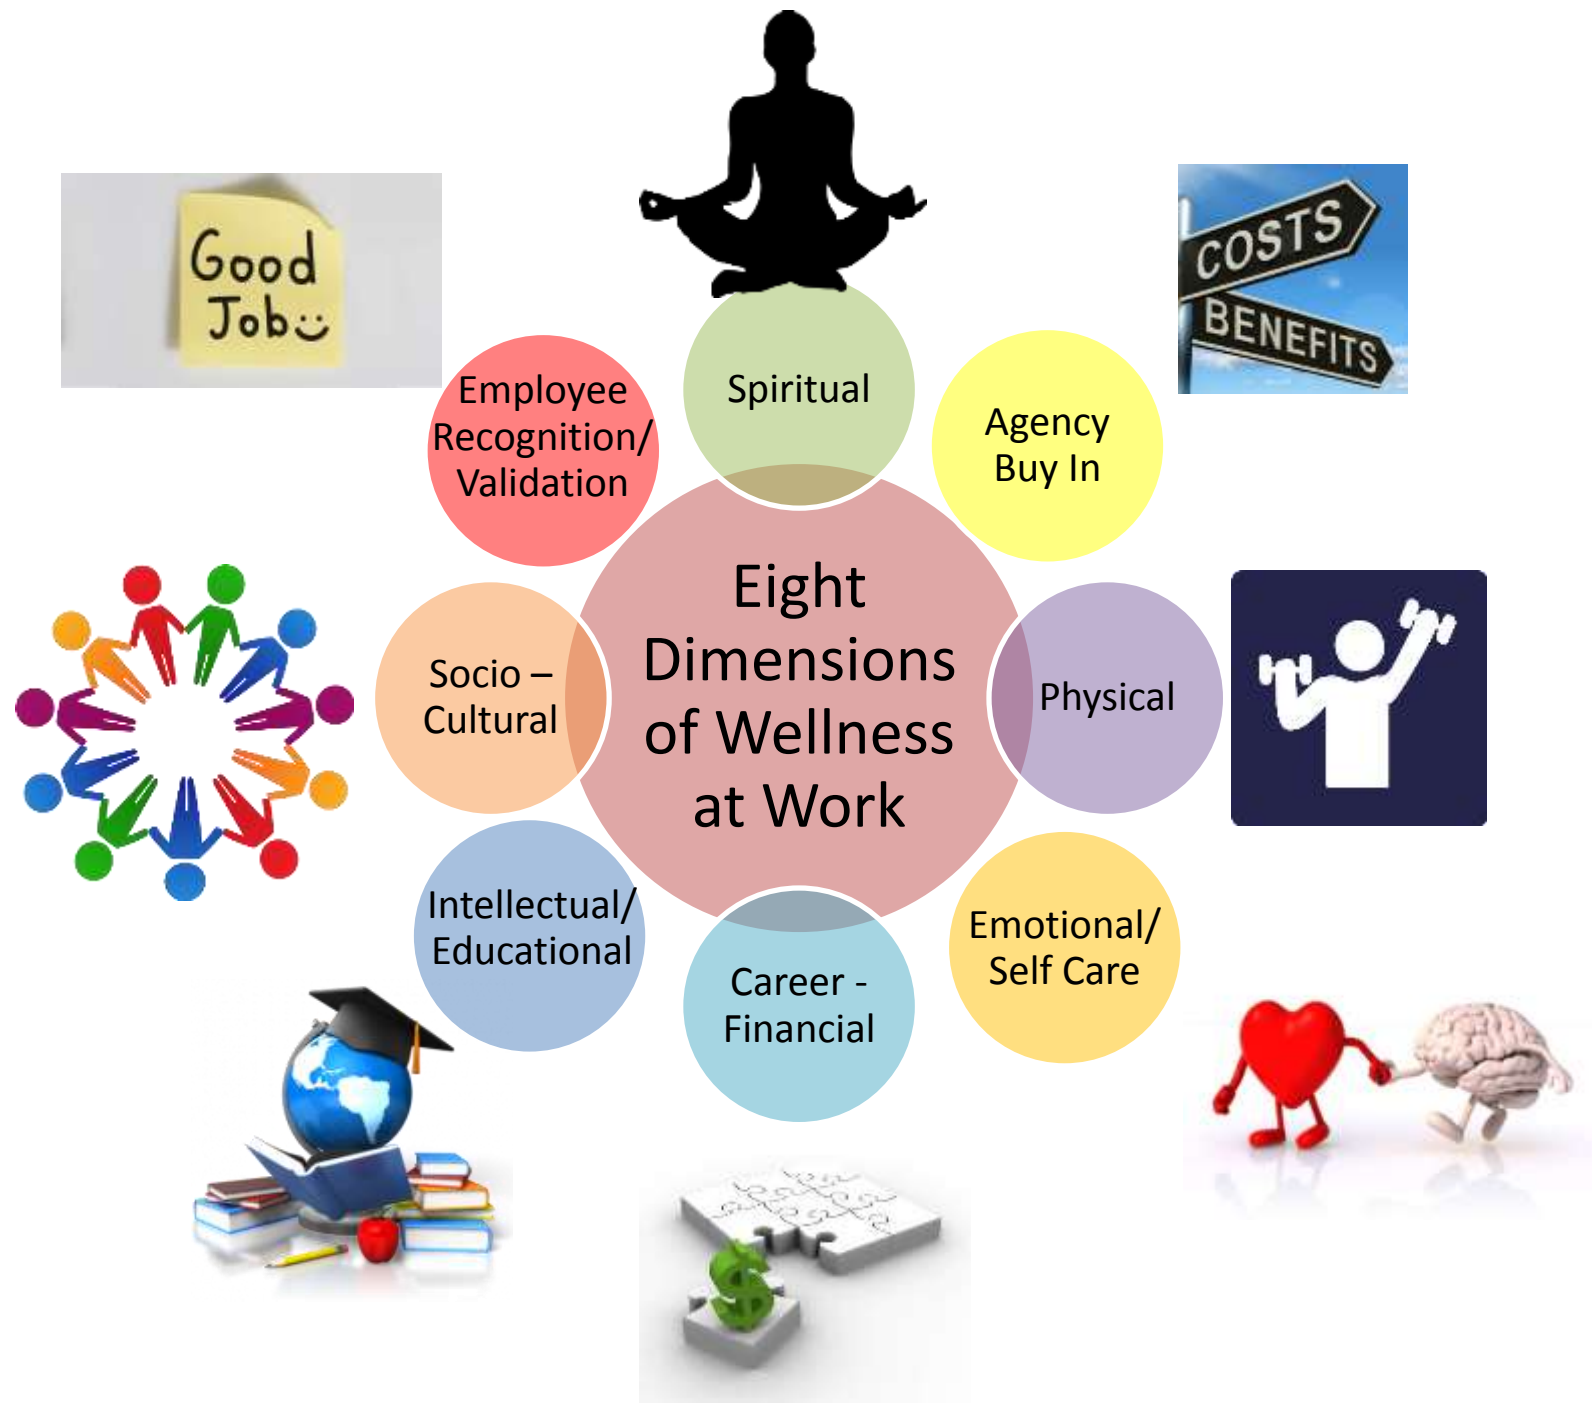 Good
Job
COSTS
BENEFITS
Spiritual
Employee
Recognition/
Validation
Agency
Buy In
Eight
Dimensions
of Wellness
at Work
Socio –
Cultural
Physical
Intellectual/
Educational
Emotional/
Self Care
Career -
Financial
$